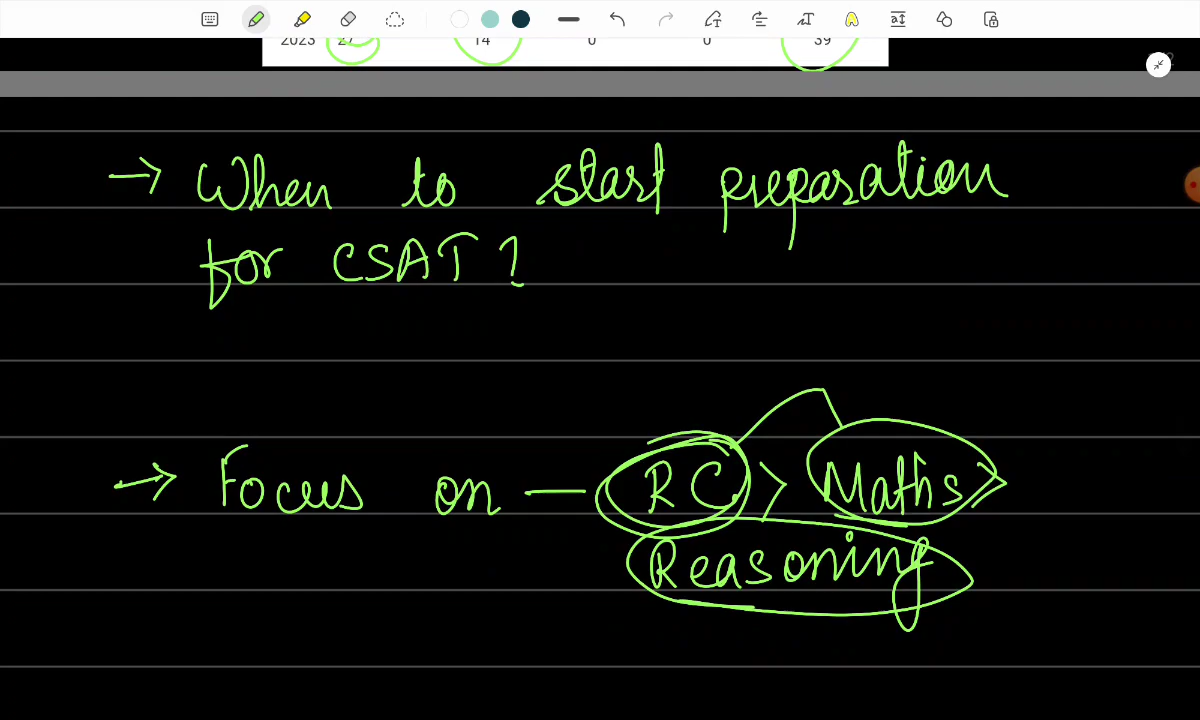 2023 27 14 0 0 39
→ When to start preparation
for CSAT?
→ Focus on — RC > Maths >
Reasoning